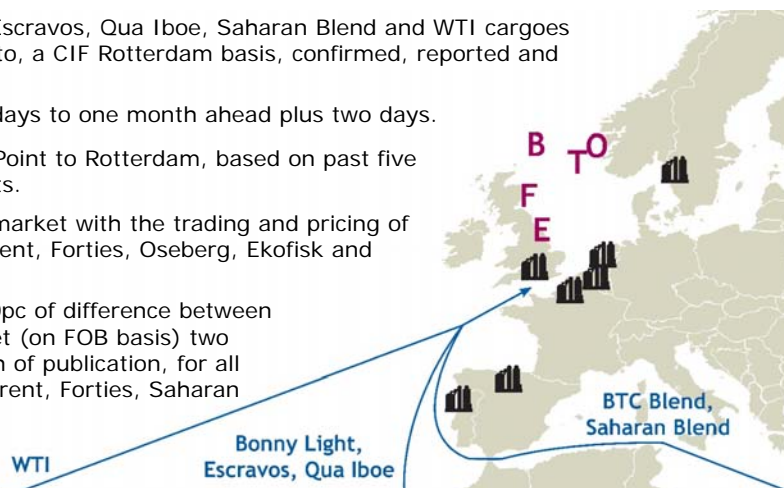 Escravos, Qua Iboe, Saharan Blend and WTI cargoes
to, a CIF Rotterdam basis, confirmed, reported and
days to one month ahead plus two days.
Point to Rotterdam, based on past five
ts.
market with the trading and pricing of
ent, Forties, Oseberg, Ekofisk and
0pc of difference between
et (on FOB basis) two
n of publication, for all
rent, Forties, Saharan
B
T O
F
E
BTC Blend,
Saharan Blend
Bonny Light,
Escravos, Qua Iboe
WTI